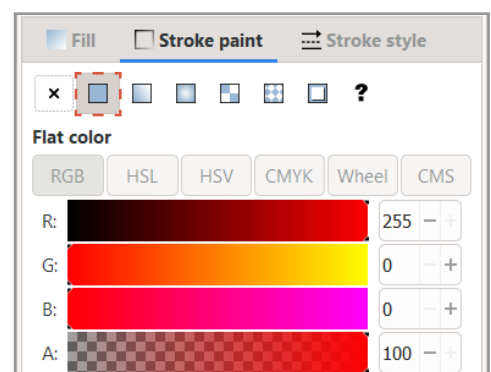 Fill Stroke paint Stroke style
× ?
Flat color
RGB HSL HSV CMYK Wheel CMS
R: 255 − +
G: 0 − +
B: 0 − +
A: 100 − +